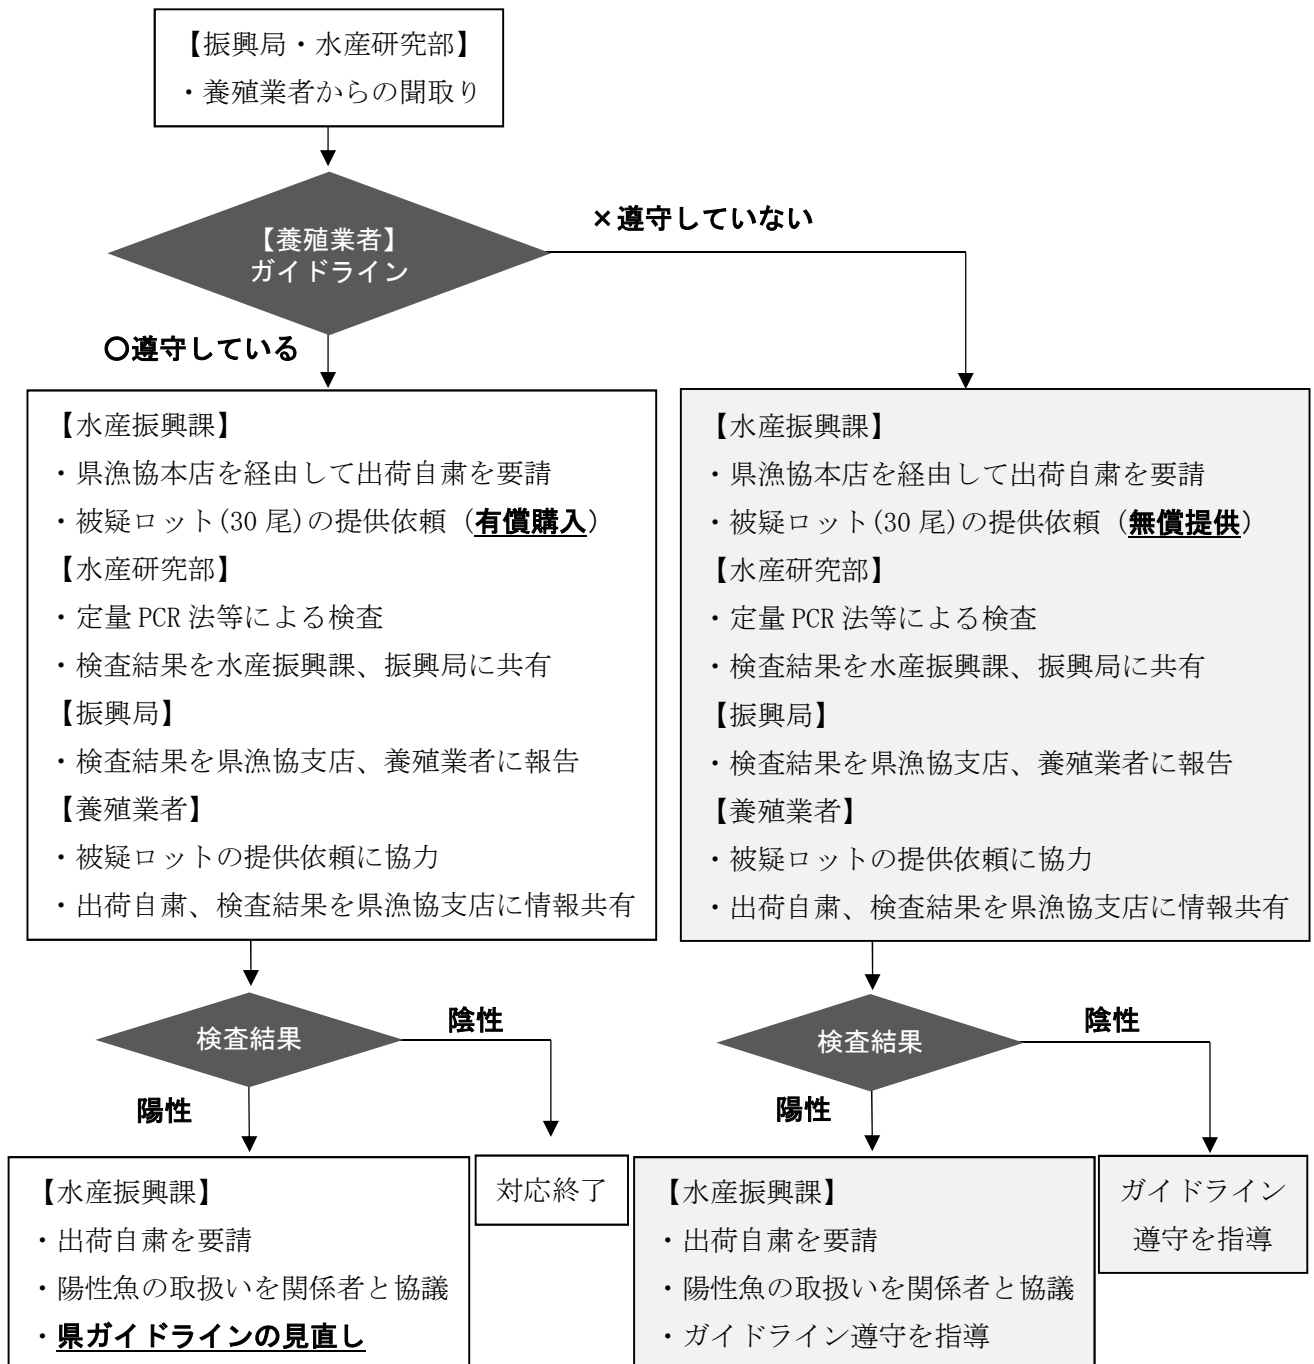 【振興局・水産研究部】
・養殖業者からの聞取り
【養殖業者】
ガイドライン
×遵守していない
〇遵守している
【水産振興課】
・県漁協本店を経由して出荷自粛を要請
・被疑ロット(30 尾)の提供依頼（有償購入）
【水産研究部】
・定量 PCR 法等による検査
・検査結果を水産振興課、振興局に共有
【振興局】
・検査結果を県漁協支店、養殖業者に報告
【養殖業者】
・被疑ロットの提供依頼に協力
・出荷自粛、検査結果を県漁協支店に情報共有
【水産振興課】
・県漁協本店を経由して出荷自粛を要請
・被疑ロット(30 尾)の提供依頼（無償提供）
【水産研究部】
・定量 PCR 法等による検査
・検査結果を水産振興課、振興局に共有
【振興局】
・検査結果を県漁協支店、養殖業者に報告
【養殖業者】
・被疑ロットの提供依頼に協力
・出荷自粛、検査結果を県漁協支店に情報共有
検査結果
陰性
陽性
検査結果
陰性
陽性
【水産振興課】
・出荷自粛を要請
・陽性魚の取扱いを関係者と協議
・県ガイドラインの見直し
対応終了
【水産振興課】
・出荷自粛を要請
・陽性魚の取扱いを関係者と協議
・ガイドライン遵守を指導
ガイドライン
遵守を指導